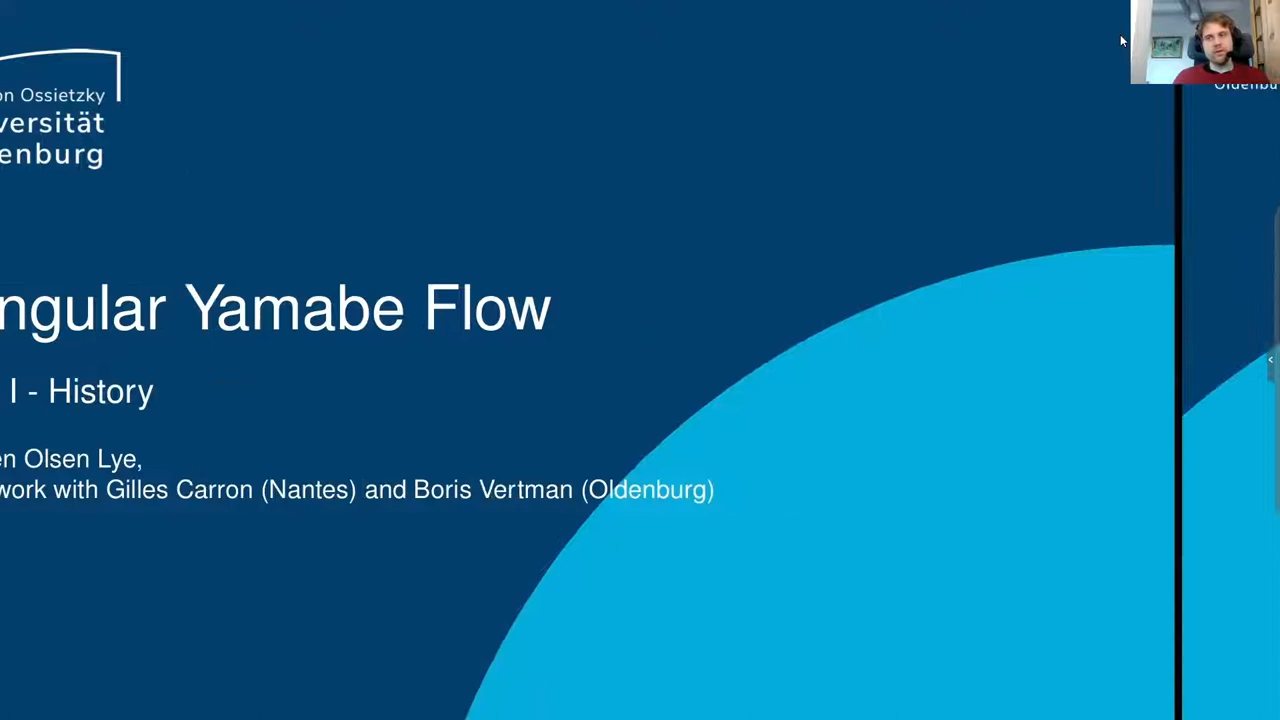 on Ossietzky
versität
enburg
ngular Yamabe Flow
I - History
en Olsen Lye,
work with Gilles Carron (Nantes) and Boris Vertman (Oldenburg)
Oldenbu